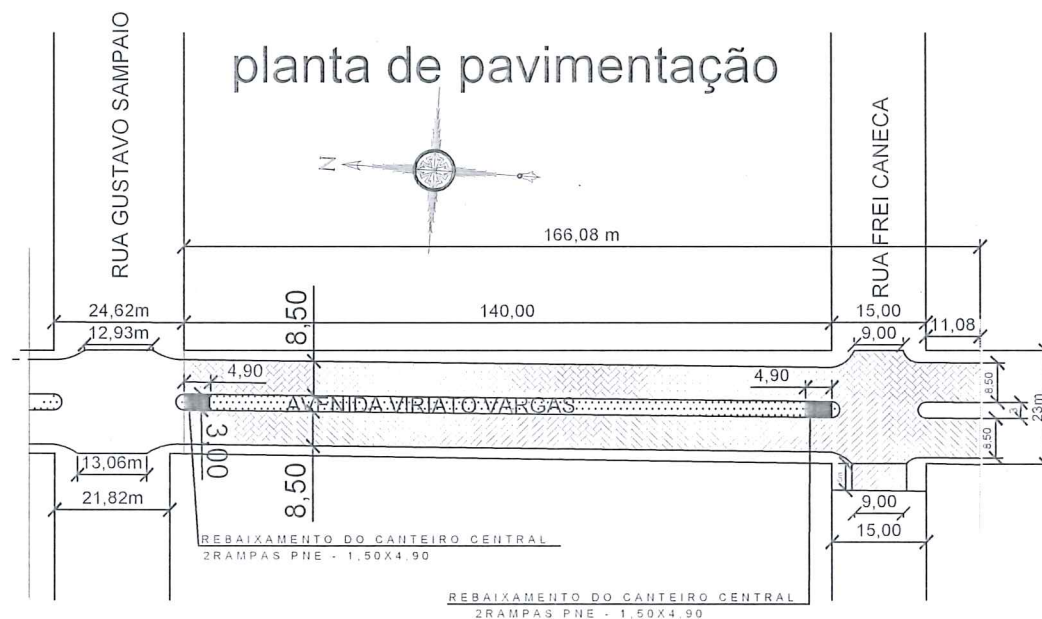 planta de pavimentação
RUA GUSTAVO SAMPAIO
RUA FREI CANECA
N
166,08 m
24,62m
140,00
15,00
12,93m
8,50
9,00
11,08
4,90
4,90
8.50
AVENIDA VIRIATO VARGAS
3
23m
3,00
8.50
13,06m
8,50
21,82m
9,00
15,00
REBAIXAMENTO DO CANTEIRO CENTRAL
2RAMPAS PNE - 1,50X4,90
REBAIXAMENTO DO CANTEIRO CENTRAL
2RAMPAS PNE - 1,50X4,90